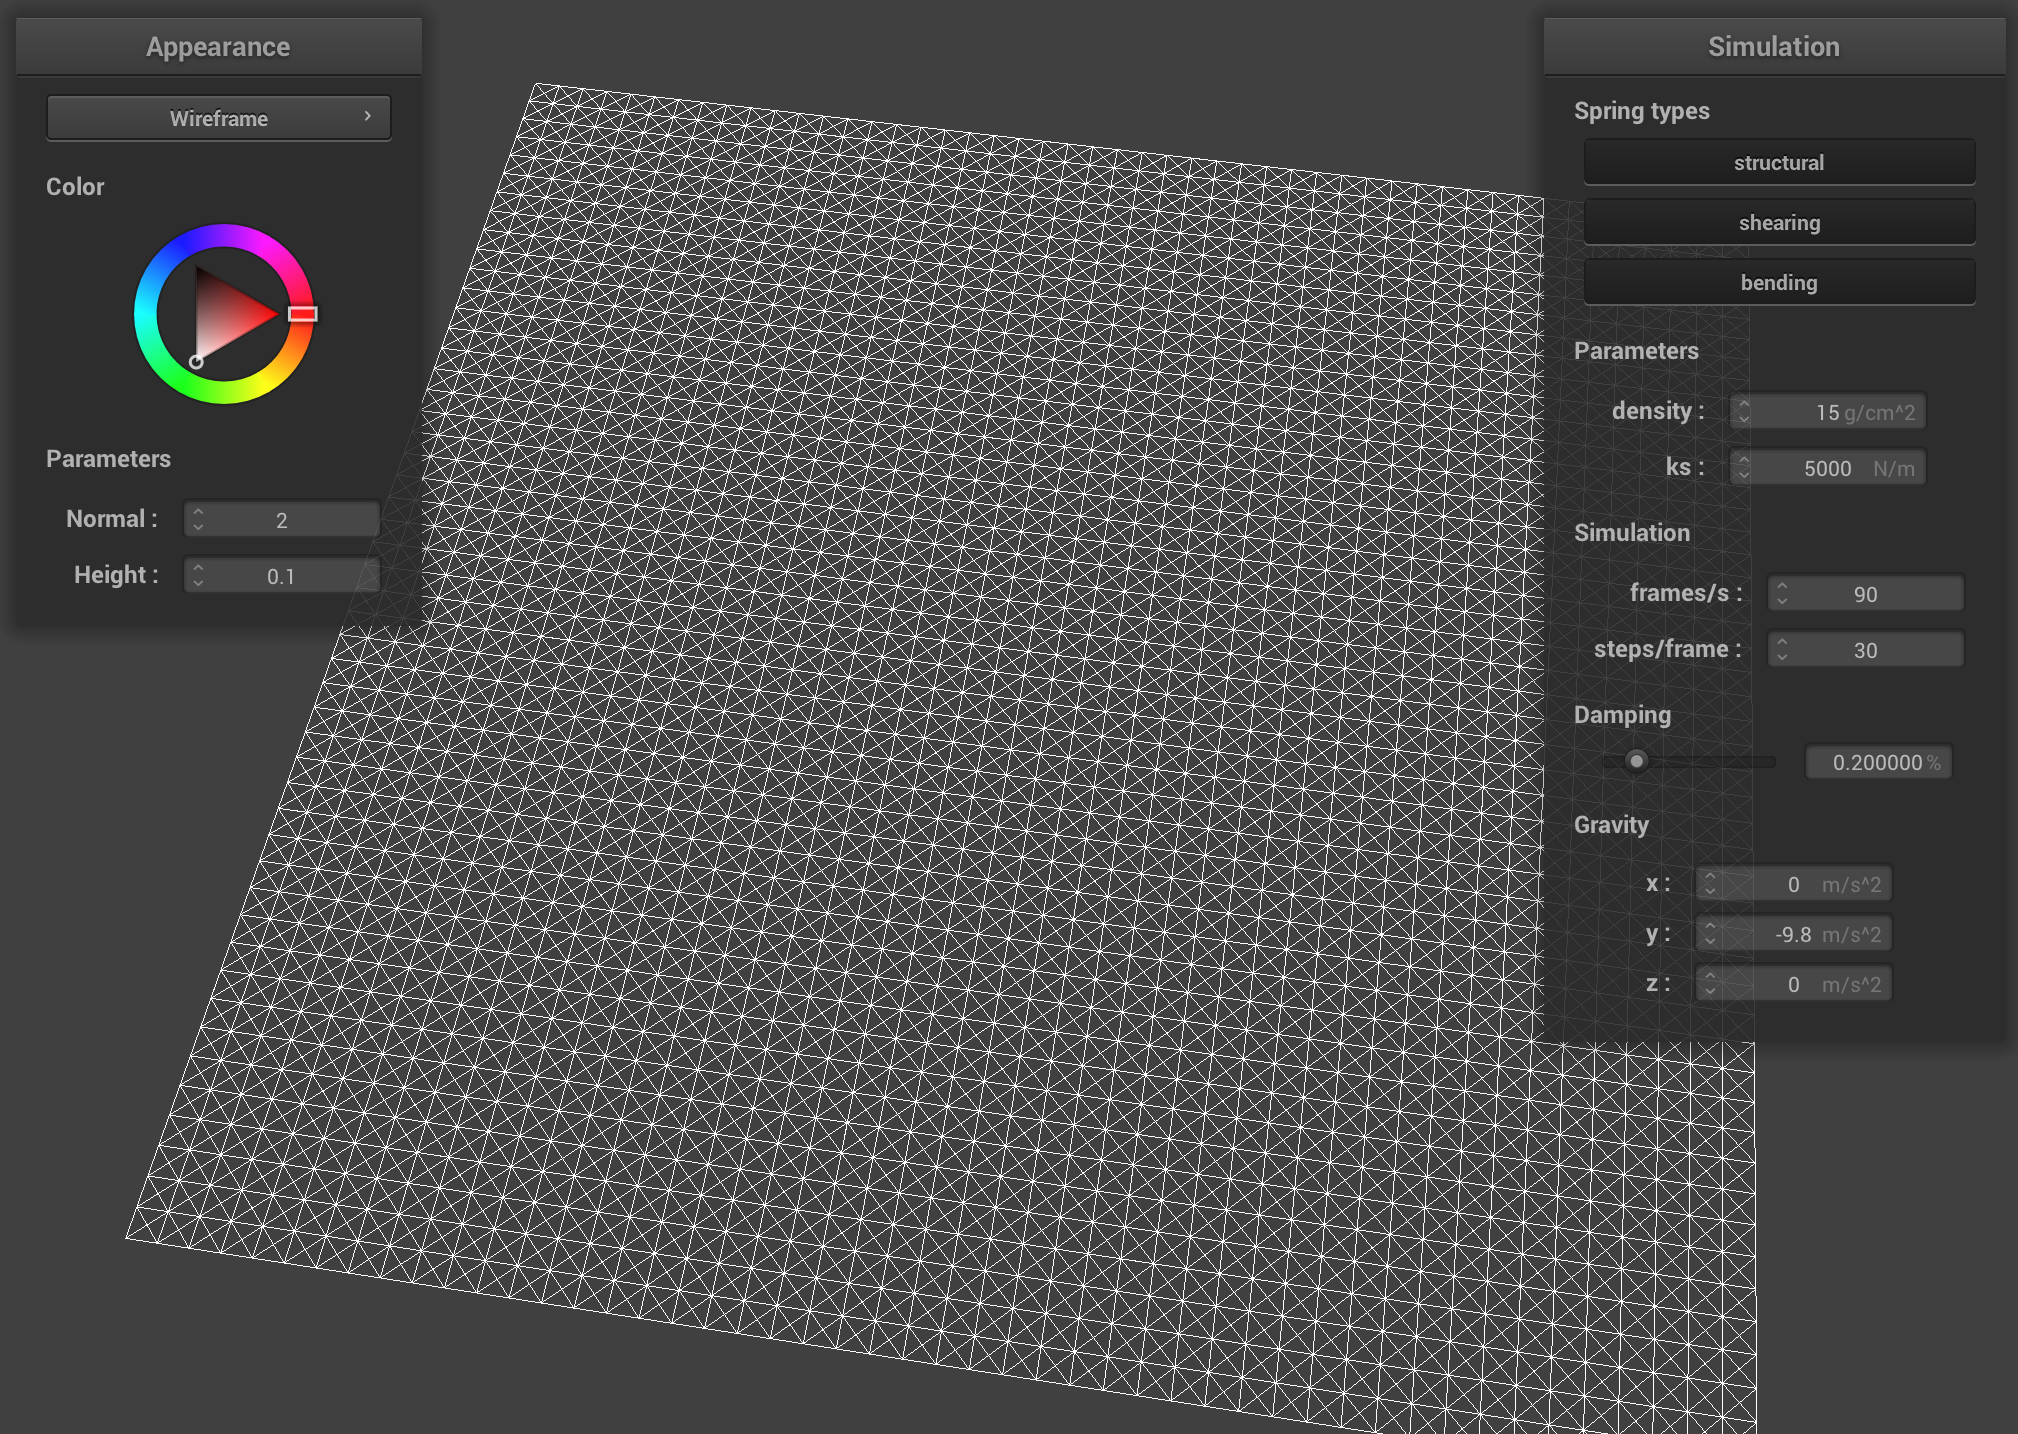 Appearance
Wireframe
Color
Parameters
Normal : 2
Height : 0.1
Simulation
Spring types
structural
shearing
bending
Parameters
density : 15 g/cm^2
ks : 5000 N/m
Simulation
frames/s : 90
steps/frame : 30
Damping
0.200000 %
Gravity
x : 0 m/s^2
y : -9.8 m/s^2
z : 0 m/s^2